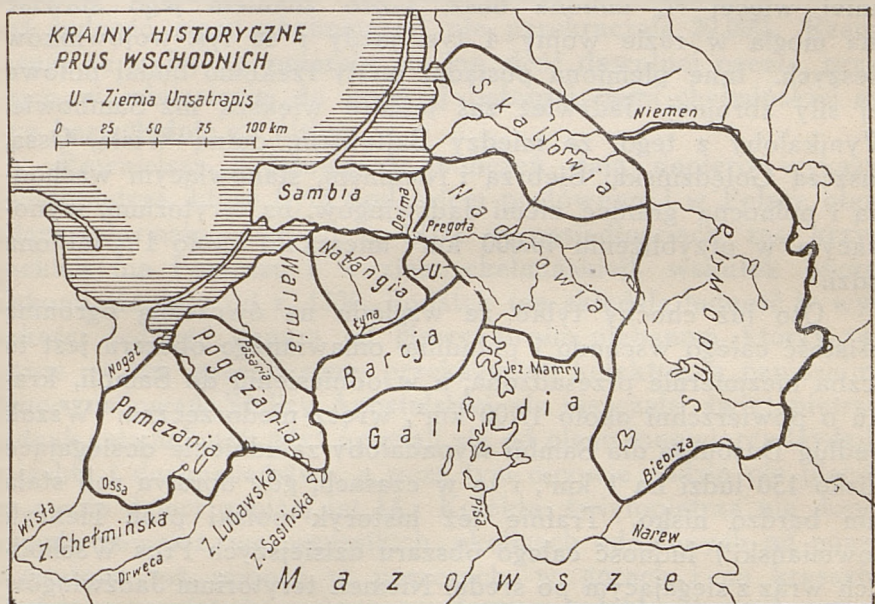 KRAINY HISTORYCZNE
PRUS WSCHODNICH
U. - Ziemia Unsatrapis
0 25 50 75 100 km
Skalowia
Niemen
Sambia
Deima
Nadrowia
Pregoła
Sudowia
Natangia
U.
Warmia
Łyna
Barcja
Jez. Mamry
Nogat
Pogezania
Pasaria
Pomezania
Galindia
Biebrza
Ossa
Wisła
Z. Chełmińska
Z. Lubawska
Z. Sasińska
Pisa
Narew
Drwęca
Mazowsze